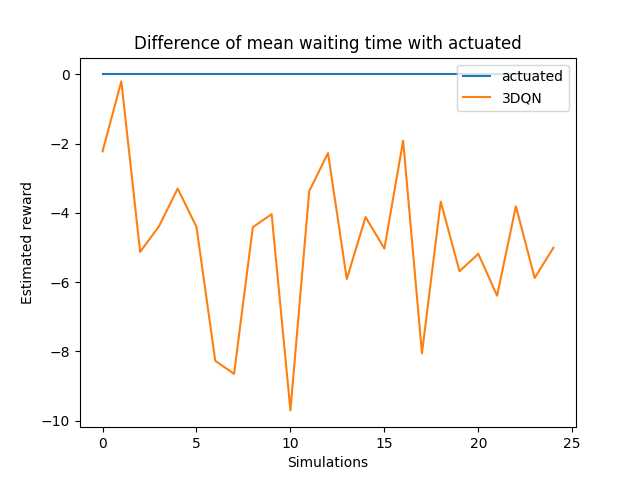 Difference of mean waiting time with actuated
actuated
3DQN
Estimated reward
0
−2
−4
−6
−8
−10
0 5 10 15 20 25
Simulations